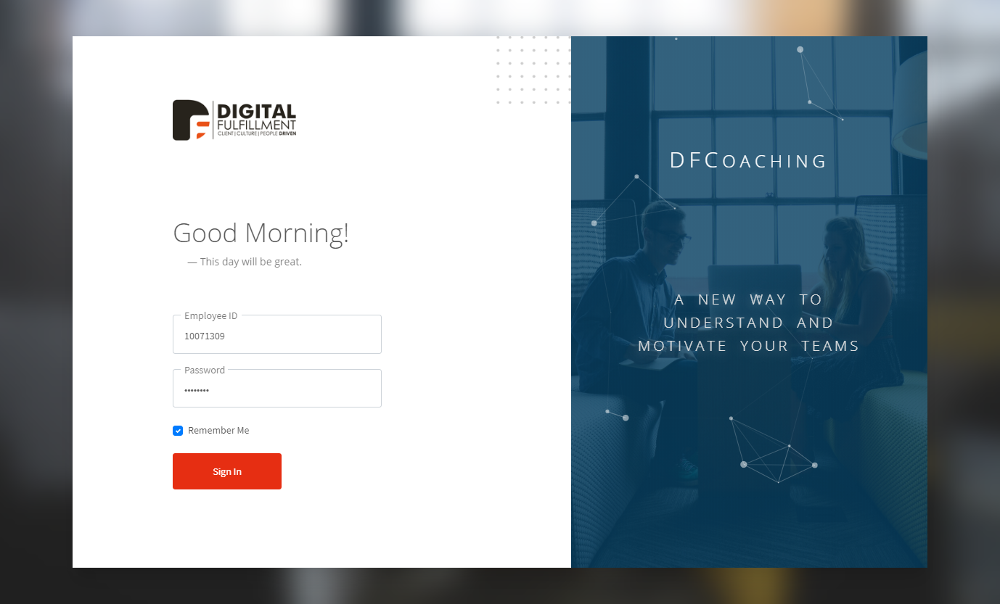 DIGITAL
FULFILLMENT
CLIENT | CULTURE | PEOPLE DRIVEN
Good Morning!
— This day will be great.
Employee ID
10071309
Password
••••••••
Remember Me
Sign In
DFCOACHING
A NEW WAY TO
UNDERSTAND AND
MOTIVATE YOUR TEAMS